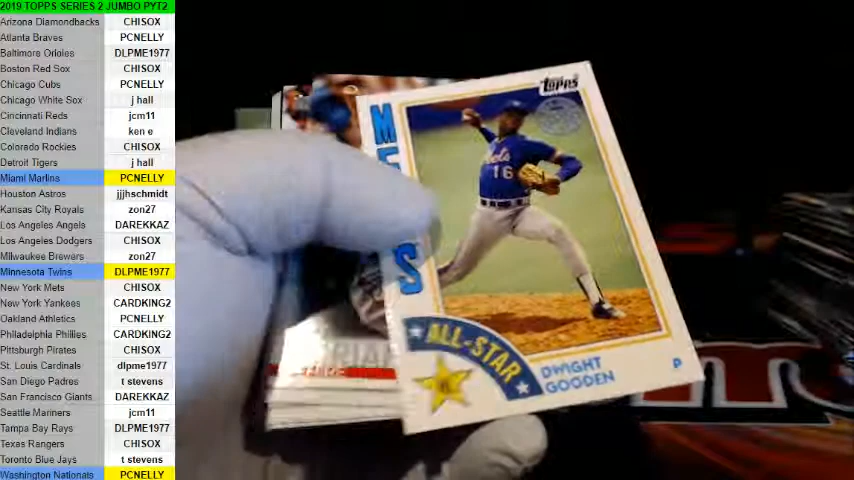 2019 TOPPS SERIES 2 JUMBO PYT2
Arizona Diamondbacks CHISOX
Atlanta Braves PCNELLY
Baltimore Orioles DLPME1977
Boston Red Sox CHISOX
Chicago Cubs PCNELLY
Chicago White Sox j hall
Cincinnati Reds jcm11
Cleveland Indians ken e
Colorado Rockies CHISOX
Detroit Tigers j hall
Miami Marlins PCNELLY
Houston Astros jjjhschmidt
Kansas City Royals zon27
Los Angeles Angels DAREKKAZ
Los Angeles Dodgers CHISOX
Milwaukee Brewers zon27
Minnesota Twins DLPME1977
New York Mets CHISOX
New York Yankees CARDKING2
Oakland Athletics PCNELLY
Philadelphia Phillies CARDKING2
Pittsburgh Pirates CHISOX
St. Louis Cardinals dlpme1977
San Diego Padres t stevens
San Francisco Giants DAREKKAZ
Seattle Mariners jcm11
Tampa Bay Rays DLPME1977
Texas Rangers CHISOX
Toronto Blue Jays t stevens
Washington Nationals PCNELLY
Topps
16
ALL-STAR
DWIGHT
GOODEN
P